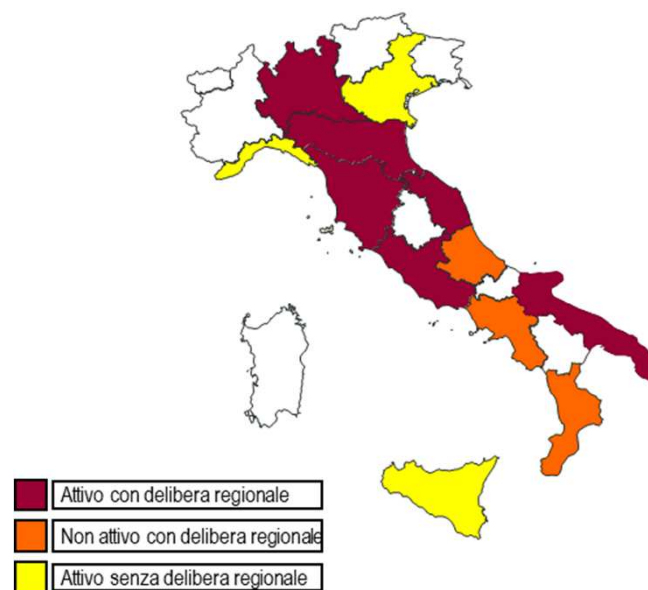 Attivo con delibera regionale
Non attivo con delibera regionale
Attivo senza delibera regionale